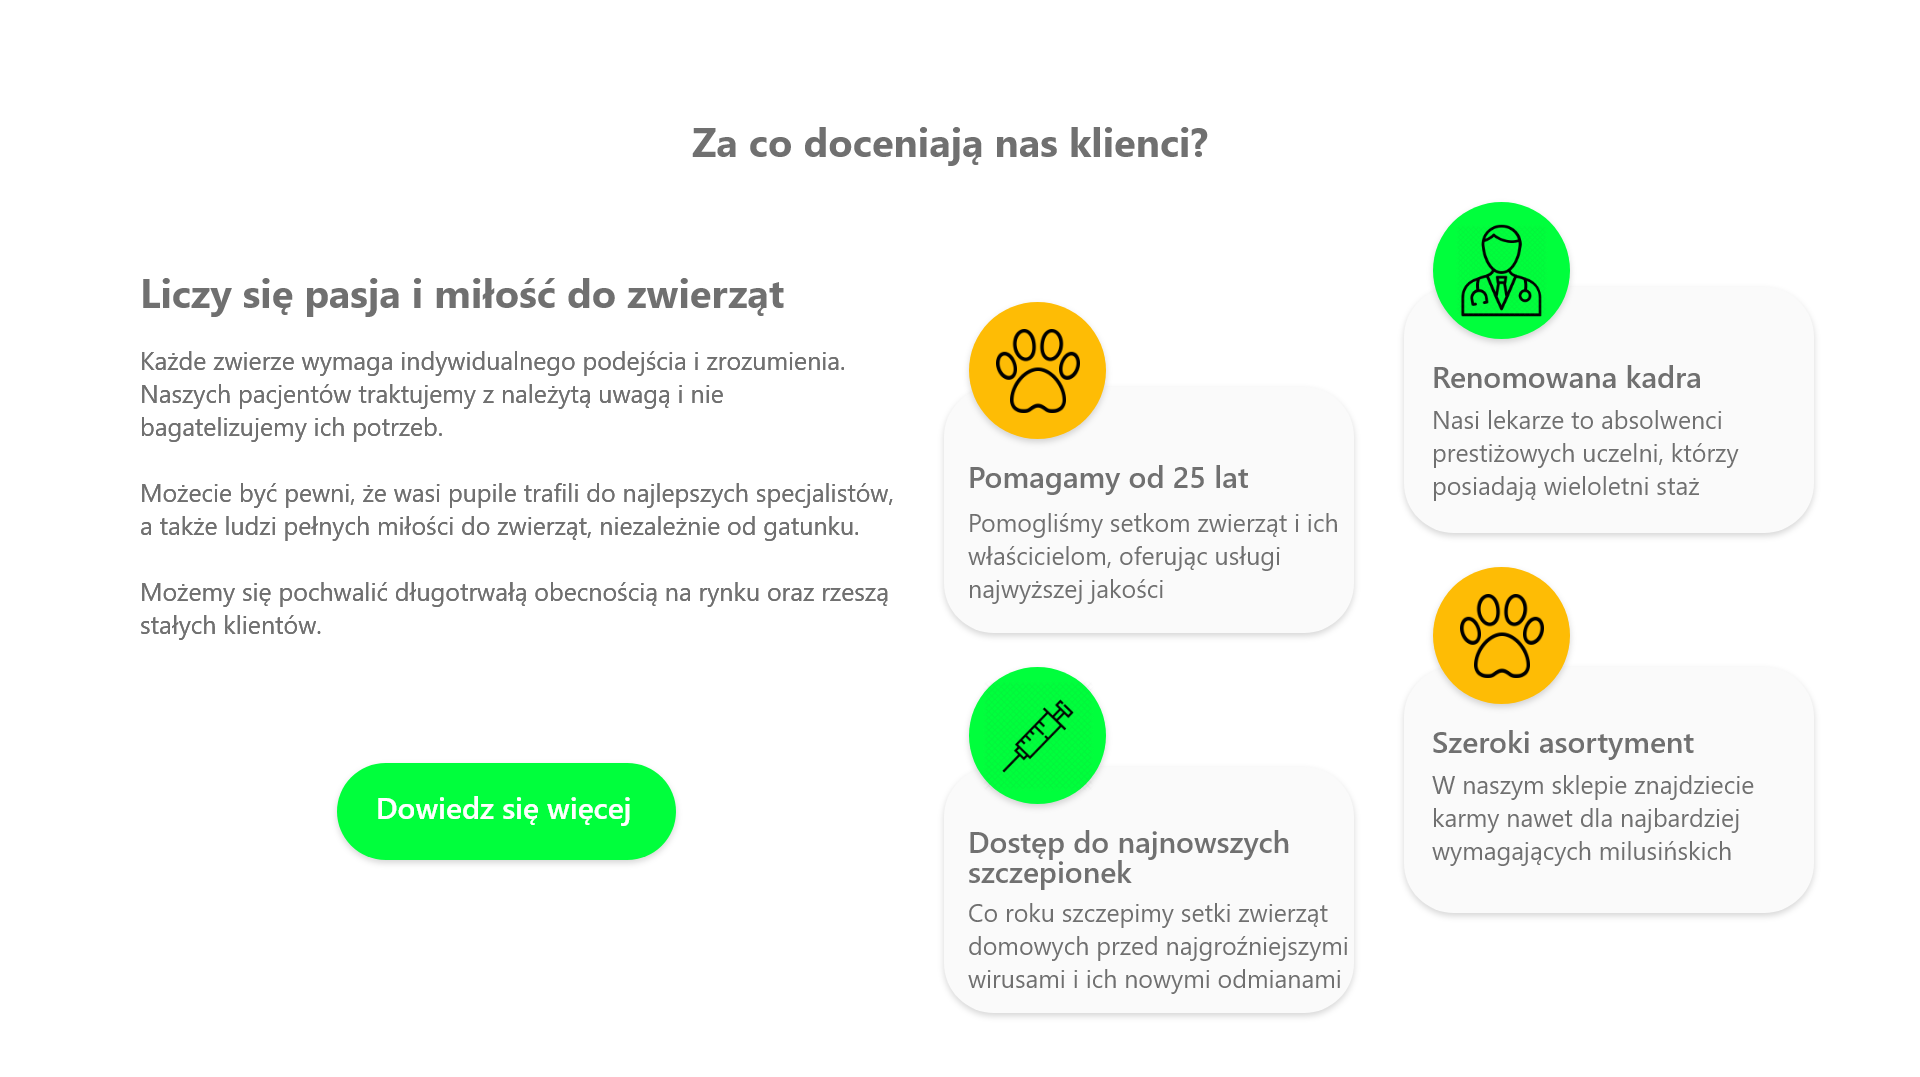 Za co doceniają nas klienci?
Liczy się pasja i miłość do zwierząt
Każde zwierze wymaga indywidualnego podejścia i zrozumienia.
Naszych pacjentów traktujemy z należytą uwagą i nie
bagatelizujemy ich potrzeb.
Możecie być pewni, że wasi pupile trafili do najlepszych specjalistów,
a także ludzi pełnych miłości do zwierząt, niezależnie od gatunku.
Możemy się pochwalić długotrwałą obecnością na rynku oraz rzeszą
stałych klientów.
Dowiedz się więcej
Pomagamy od 25 lat
Pomogliśmy setkom zwierząt i ich
właścicielom, oferując usługi
najwyższej jakości
Renomowana kadra
Nasi lekarze to absolwenci
prestiżowych uczelni, którzy
posiadają wieloletni staż
Dostęp do najnowszych
szczepionek
Co roku szczepimy setki zwierząt
domowych przed najgroźniejszymi
wirusami i ich nowymi odmianami
Szeroki asortyment
W naszym sklepie znajdziecie
karmy nawet dla najbardziej
wymagających milusińskich